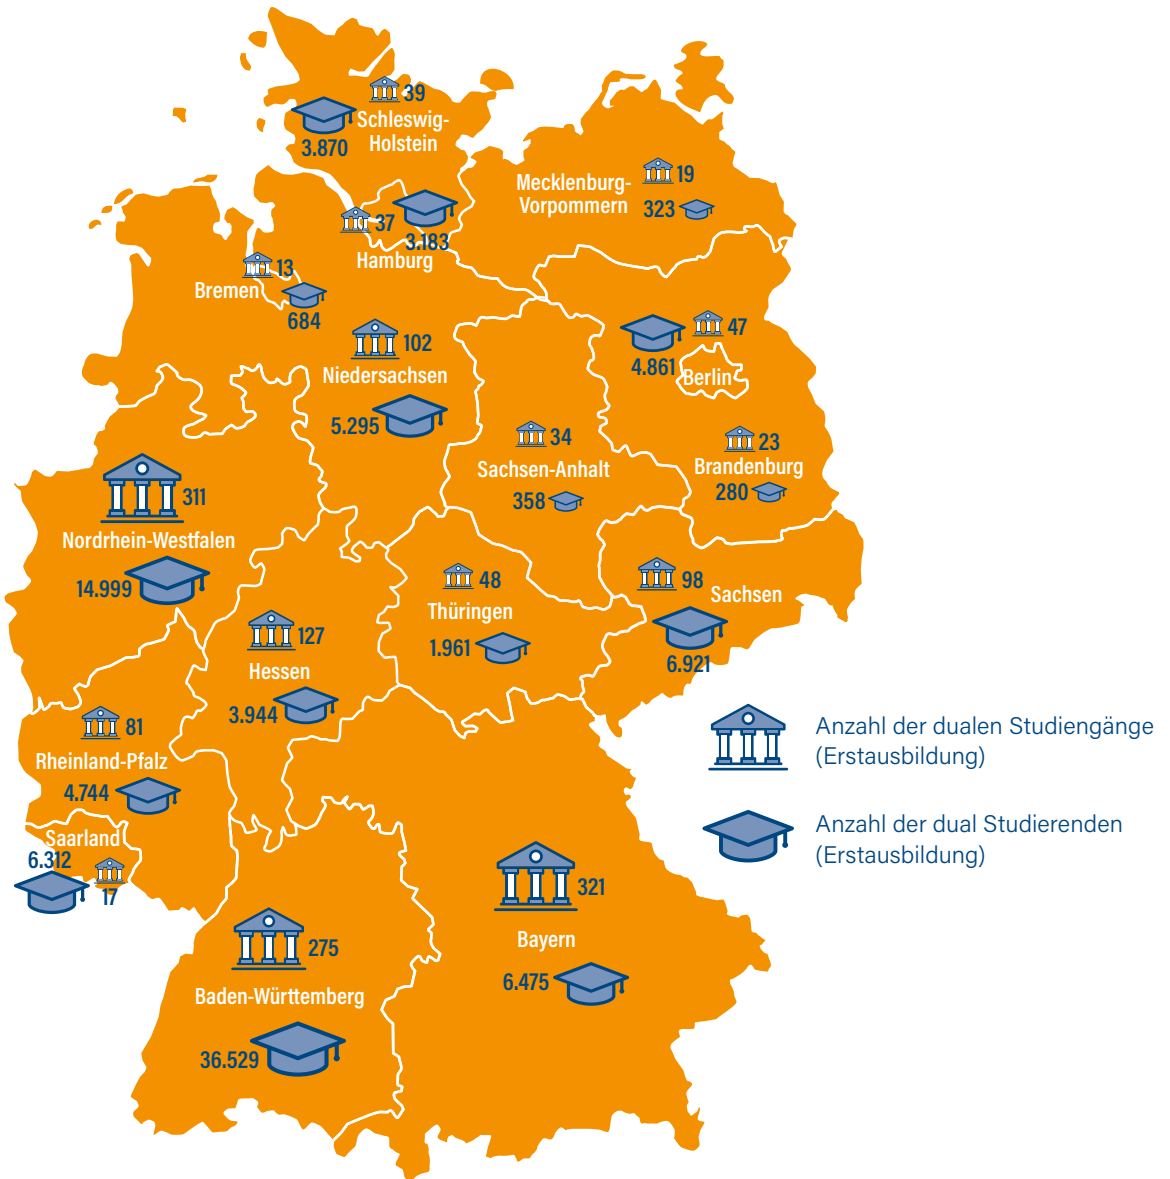 39
Schleswig-
Holstein
3.870
19
Mecklenburg-
Vorpommern
323
37
3.183
Hamburg
13
Bremen
684
102
Niedersachsen
5.295
47
4.861
Berlin
34
Sachsen-Anhalt
358
23
Brandenburg
280
311
Nordrhein-Westfalen
14.999
48
Thüringen
1.961
98
Sachsen
6.921
127
Hessen
3.944
81
Rheinland-Pfalz
4.744
Saarland
6.312
17
321
Bayern
6.475
275
Baden-Württemberg
36.529
Anzahl der dualen Studiengänge
(Erstausbildung)
Anzahl der dual Studierenden
(Erstausbildung)